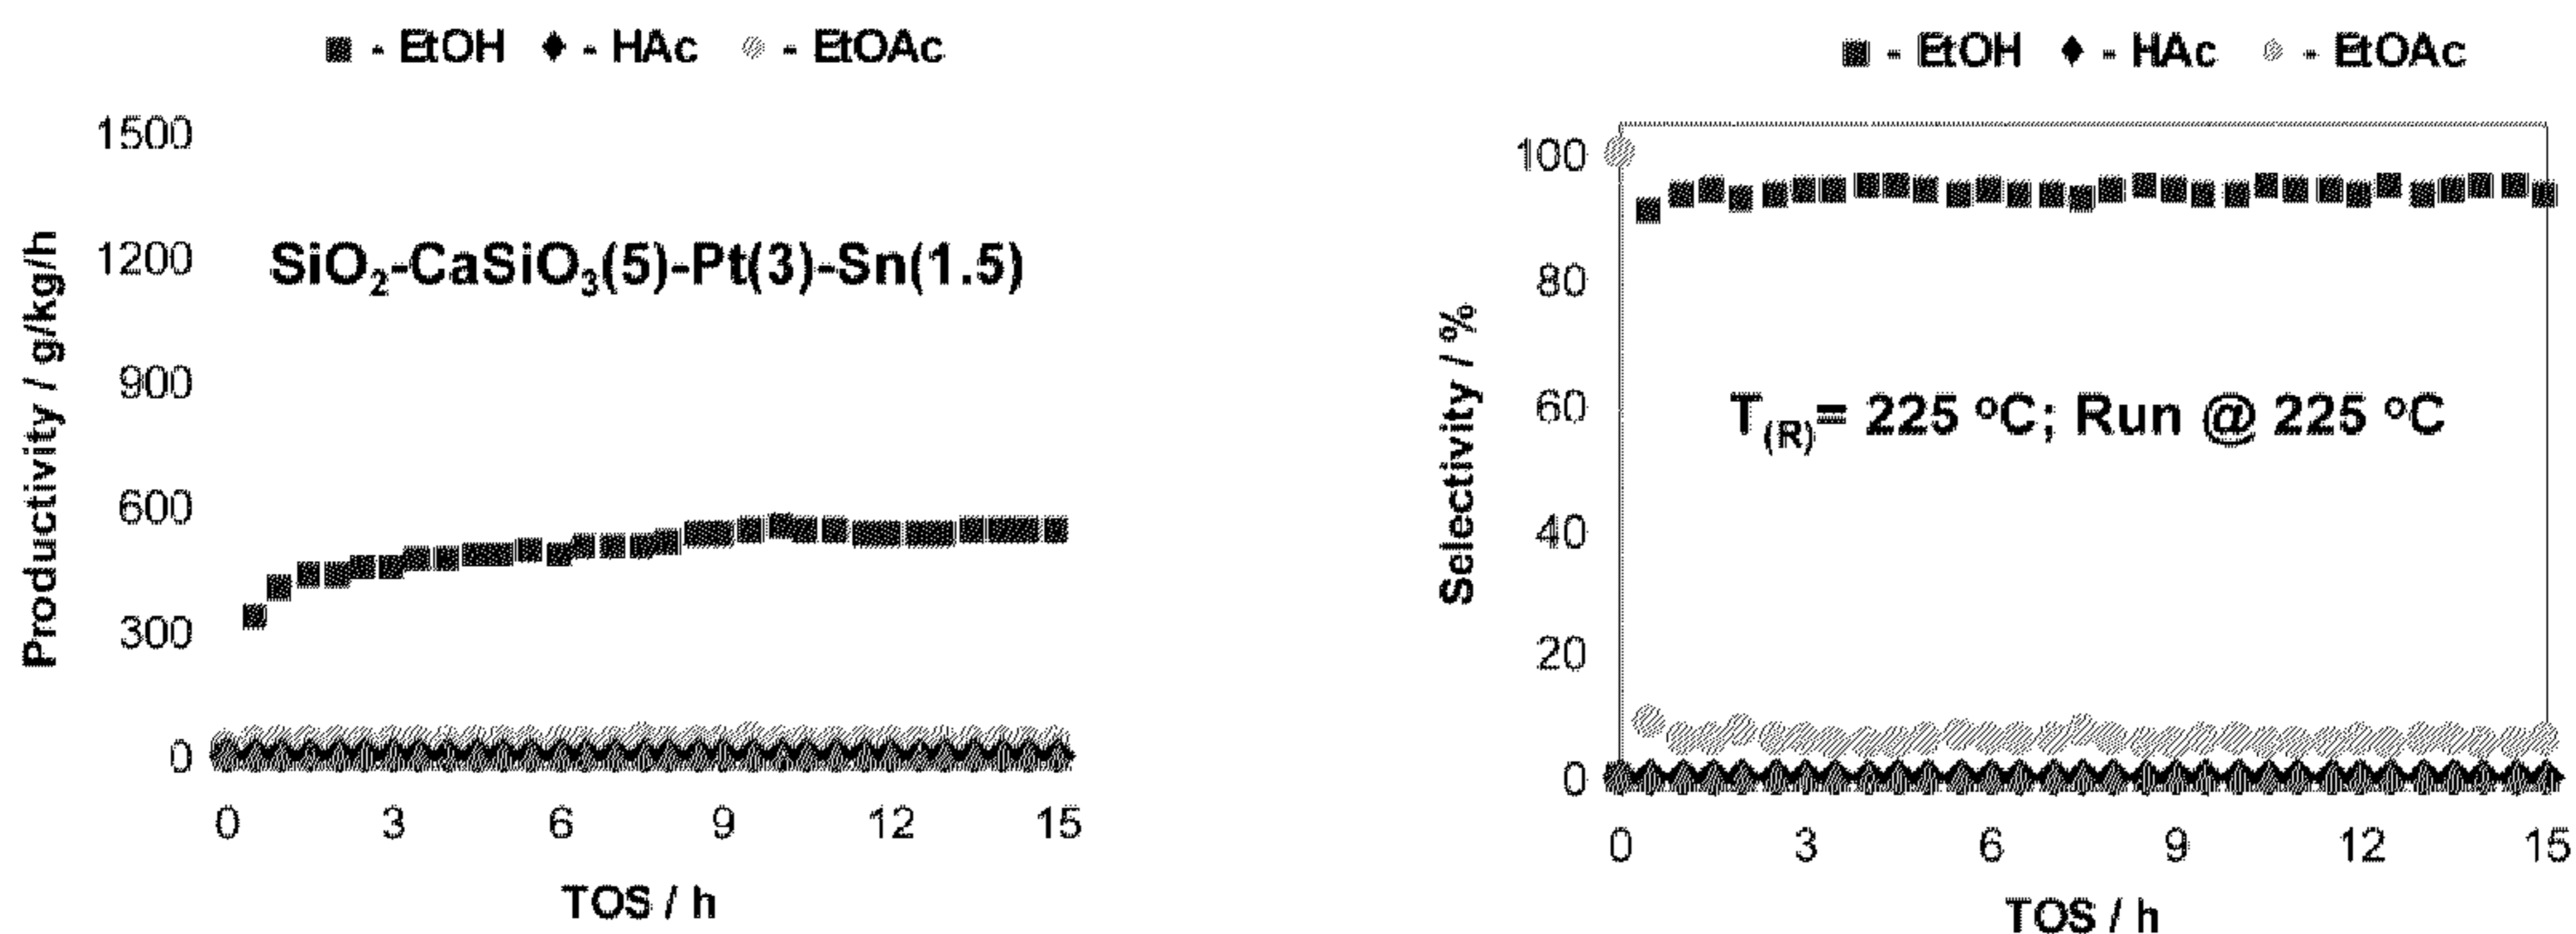 ■ - EtOH ◆ - HAc ● - EtOAc
1500
1200
900
600
300
0
Productivity / g/kg/h
SiO₂-CaSiO₃(5)-Pt(3)-Sn(1.5)
0 3 6 9 12 15
TOS / h
■ - EtOH ◆ - HAc ● - EtOAc
100
80
60
40
20
0
Selectivity / %
T(R)= 225 ºC; Run @ 225 ºC
0 3 6 9 12 15
TOS / h